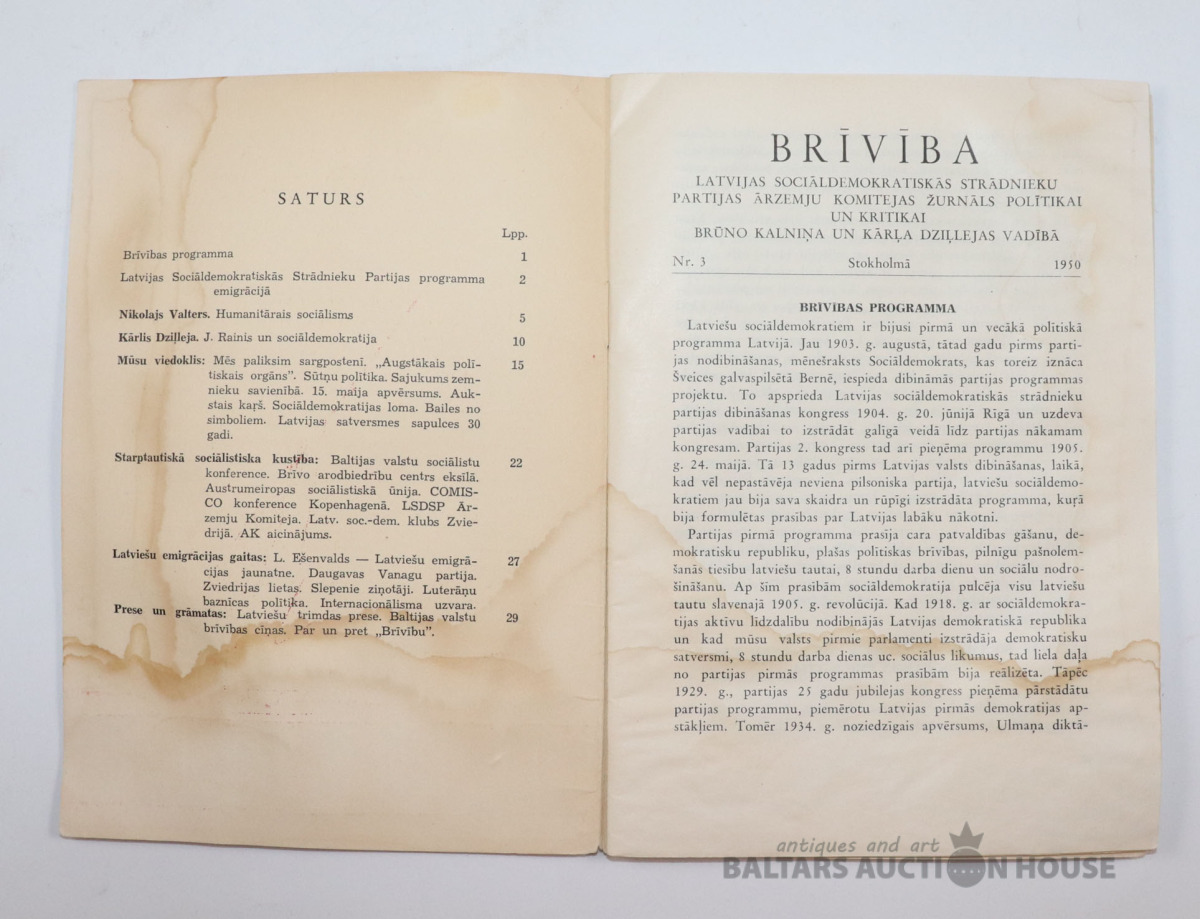 SATURS
Lpp.
Brīvības programma 1
Latvijas Sociāldemokratiskās Strādnieku Partijas programma 2
emigrācijā
Nikolajs Valters. Humanitārais sociālisms 5
Kārlis Dziļleja. J. Rainis un sociāldemokratija 10
Mūsu viedoklis: Mēs paliksim sargpostenī. „Augstākais polī- 15
tiskais orgāns". Sūtņu polītika. Sajukums zem-
nieku savienībā. 15. maija apvērsums. Auk-
stais kaŗš. Sociāldemokratijas loma. Bailes no
simboliem. Latvijas satversmes sapulces 30
gadi.
Starptautiskā sociālistiska kustība: Baltijas valstu sociālistu 22
konference. Brīvo arodbiedrību centrs eksīlā.
Austrumeiropas sociālistiskā ūnija. COMIS-
CO konference Kopenhagenā. LSDSP Ār-
zemju Komiteja. Latv. soc.-dem. klubs Zvie-
drijā. AK aicinājums.
Latviešu emigrācijas gaitas: L. Ešenvalds — Latviešu emigrā- 27
cijas jaunatne. Daugavas Vanagu partija.
Zviedrijas lietas. Slepenie ziņotāji. Luterāņu
baznīcas polītika. Internacionālisma uzvara.
Prese un grāmatas: Latviešu trimdas prese. Baltijas valstu 29
brīvības cīņas. Par un pret „Brīvību".
BRĪVĪBA
LATVIJAS SOCIĀLDEMOKRATISKĀS STRĀDNIEKU
PARTIJAS ĀRZEMJU KOMITEJAS ŽURNĀLS POLĪTIKAI
UN KRITIKAI
BRŪNO KALNIŅA UN KĀRĻA DZIĻLEJAS VADĪBĀ
Nr. 3 Stokholmā 1950
BRĪVĪBAS PROGRAMMA
Latviešu sociāldemokratiem ir bijusi pirmā un vecākā polītiskā
programma Latvijā. Jau 1903. g. augustā, tātad gadu pirms parti-
jas nodibināšanas, mēnešraksts Sociāldemokrats, kas toreiz iznāca
Šveices galvaspilsētā Bernē, iespieda dibināmās partijas programmas
projektu. To apsprieda Latvijas sociāldemokratiskās strādnieku
partijas dibināšanas kongress 1904. g. 20. jūnijā Rīgā un uzdeva
partijas vadībai to izstrādāt galīgā veidā līdz partijas nākamam
kongresam. Partijas 2. kongress tad arī pieņēma programmu 1905.
g. 24. maijā. Tā 13 gadus pirms Latvijas valsts dibināšanas, laikā,
kad vēl nepastāvēja neviena pilsoniska partija, latviešu sociāldemo-
kratiem jau bija sava skaidra un rūpīgi izstrādāta programma, kuŗā
bija formulētas prasības par Latvijas labāku nākotni.
Partijas pirmā programma prasīja cara patvaldības gāšanu, de-
mokratisku republiku, plašas polītiskas brīvības, pilnīgu pašnolem-
šanās tiesību latviešu tautai, 8 stundu darba dienu un sociālu nodro-
šināšanu. Ap šīm prasībām sociāldemokratija pulcēja visu latviešu
tautu slavenajā 1905. g. revolūcijā. Kad 1918. g. ar sociāldemokra-
tijas aktīvu līdzdalību nodibinājās Latvijas demokratiskā republika
un kad mūsu valsts pirmie parlamenti izstrādāja demokratisku
satversmi, 8 stundu darba dienas uc. sociālus likumus, tad liela daļa
no partijas pirmās programmas prasībām bija reālizēta. Tāpēc
1929. g., partijas 25 gadu jubilejas kongress pieņēma pārstādātu
partijas programmu, piemērotu Latvijas pirmās demokratijas ap-
stākļiem. Tomēr 1934. g. noziedzīgais apvērsums, Ulmaņa diktā-
antiques and art
BALTARS AUCTION HOUSE